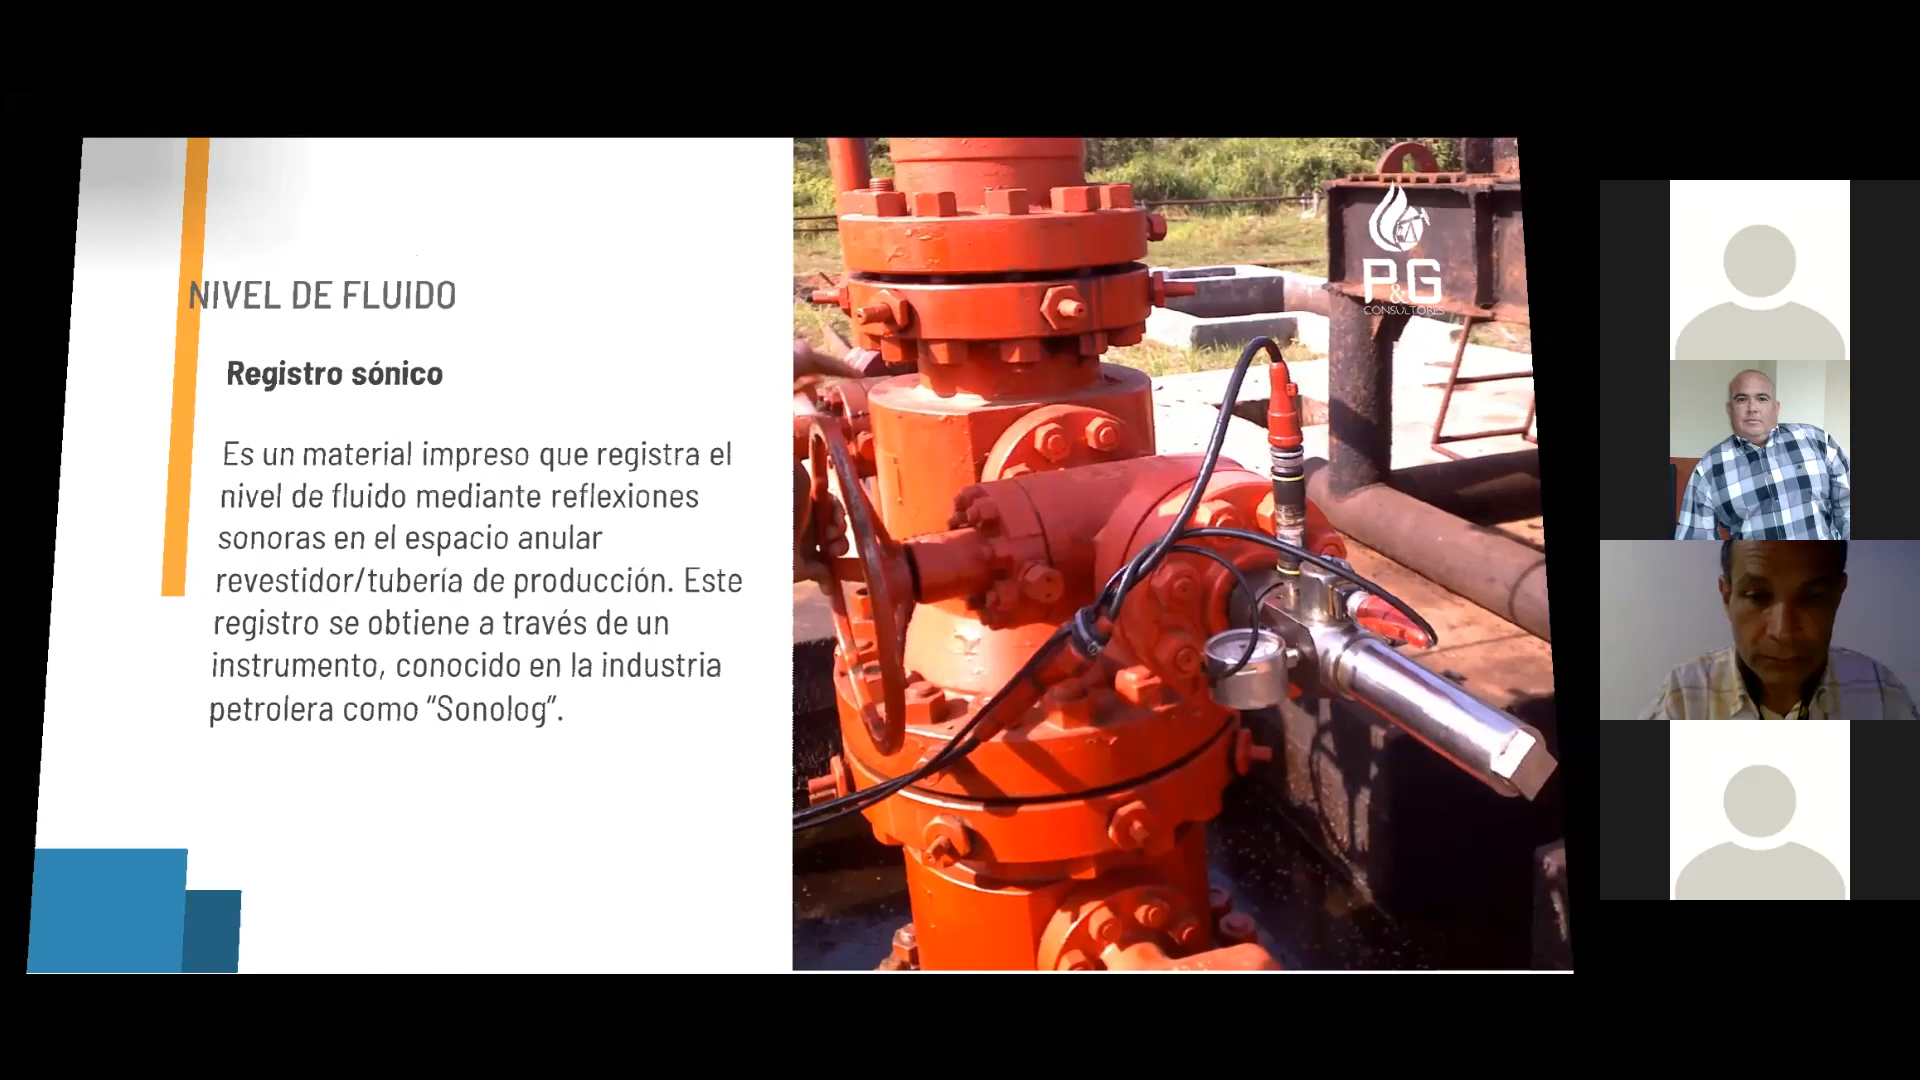 NIVEL DE FLUIDO
Registro sónico
Es un material impreso que registra el
nivel de fluido mediante reflexiones
sonoras en el espacio anular
revestidor/tubería de producción. Este
registro se obtiene a través de un
instrumento, conocido en la industria
petrolera como “Sonolog”.
P&G
CONSULTORES